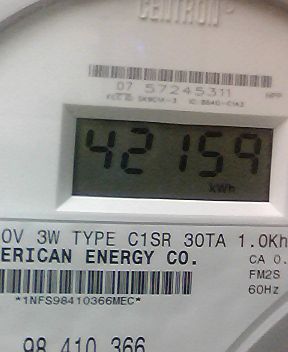 CENTRON
07 57245311
42159
kWh
0V 3W TYPE C1SR 30TA 1.0Kh
ERICAN ENERGY CO.
CA 0.
FM2S
60Hz
*1NFS98410366MEC*
98 410 366